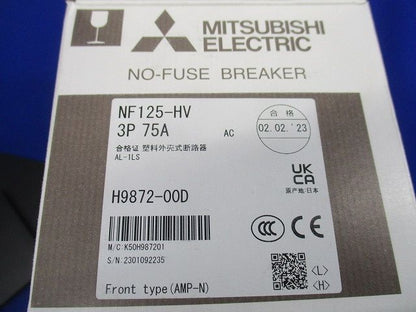 MITSUBISHI
ELECTRIC
NO-FUSE BREAKER
NF125-HV
3P 75A
AC
合格
02.02.'23
合格证 塑料外壳式断路器
AL-1LS
UK
CA
原产地:日本
H9872-00D
CCC
M/C:K50H987201
S/N:2301092235
Front type(AMP-N)
<L>
<H>